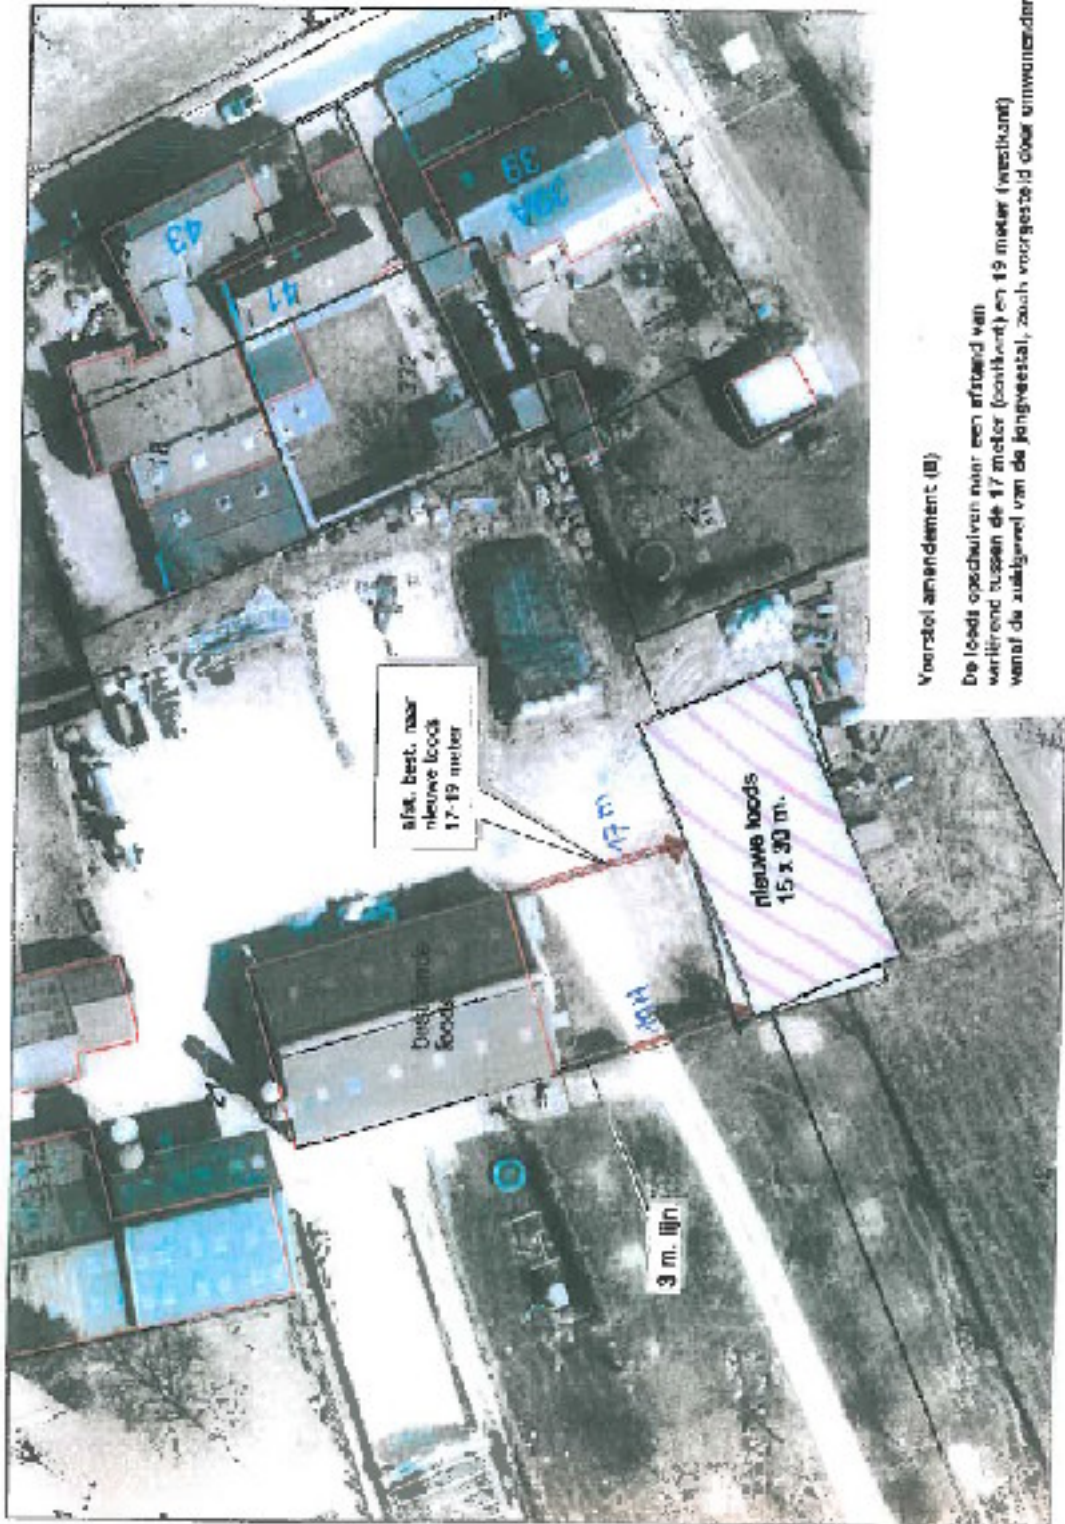 43
41
39
39A
afst. best. naar
nieuwe loods
17-19 meter
17 m
nieuwe loods
15 x 30 m.
bestaande
loods
19 M
3 m. lijn
Voorstel amendement (B)
De loods opschuiven naar een afstand van
variërend tussen de 17 meter (oostkant) en 19 meter (westkant)
vanaf de zuidgevel van de jongveestal, zoals voorgesteld door omwonenden